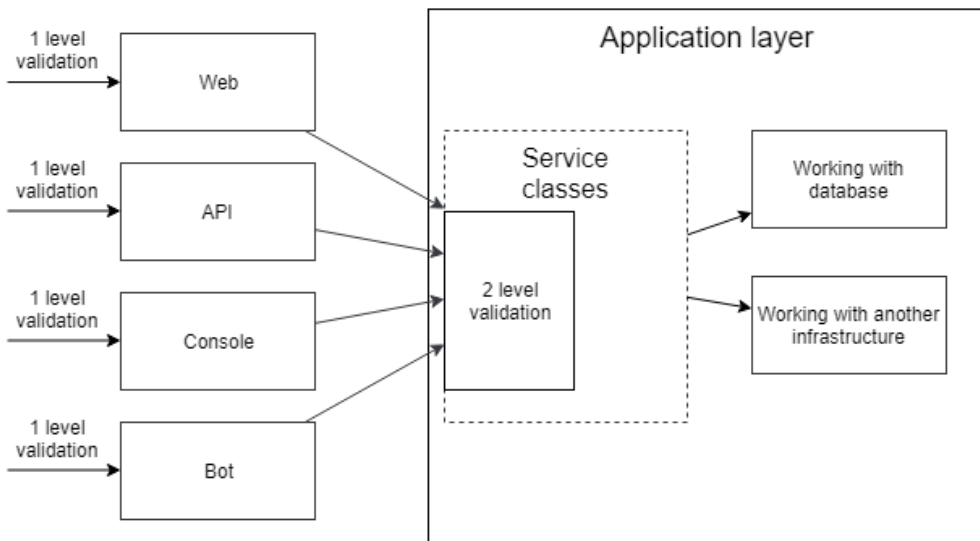 1 level
validation
Web
1 level
validation
API
1 level
validation
Console
1 level
validation
Bot
Application layer
Service
classes
2 level
validation
Working with
database
Working with another
infrastructure